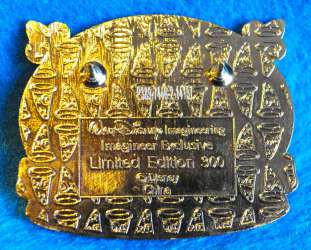 Walt Disney Imagineering
Imagineer Exclusive
Limited Edition 300
©Disney
China